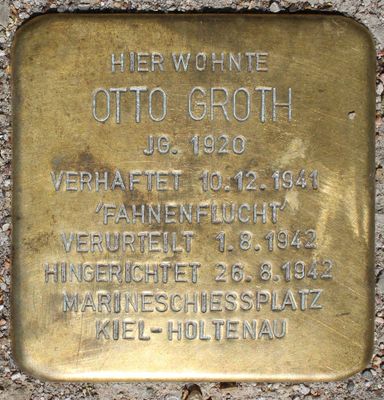 HIER WOHNTE
OTTO GROTH
JG. 1920
VERHAFTET 10.12.1941
'FAHNENFLUCHT'
VERURTEILT 1.8.1942
HINGERICHTET 26.8.1942
MARINESCHIESSPLATZ
KIEL-HOLTENAU